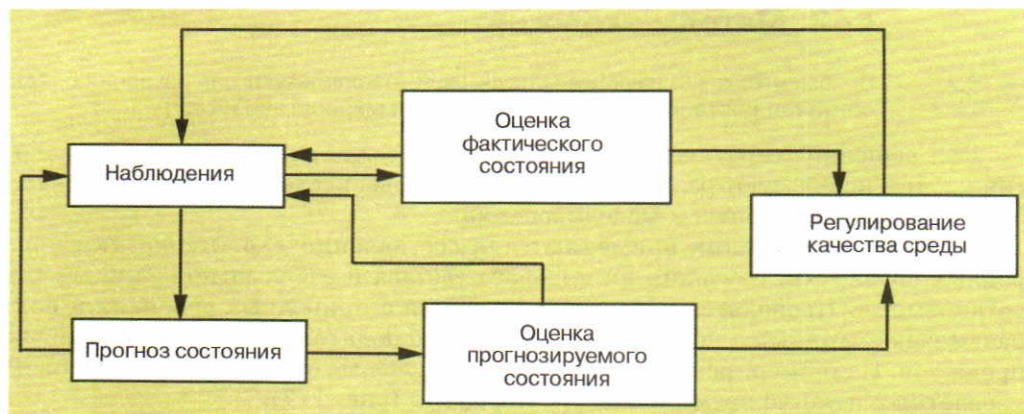 Оценка
фактического
состояния
Наблюдения
Регулирование
качества среды
Прогноз состояния
Оценка
прогнозируемого
состояния